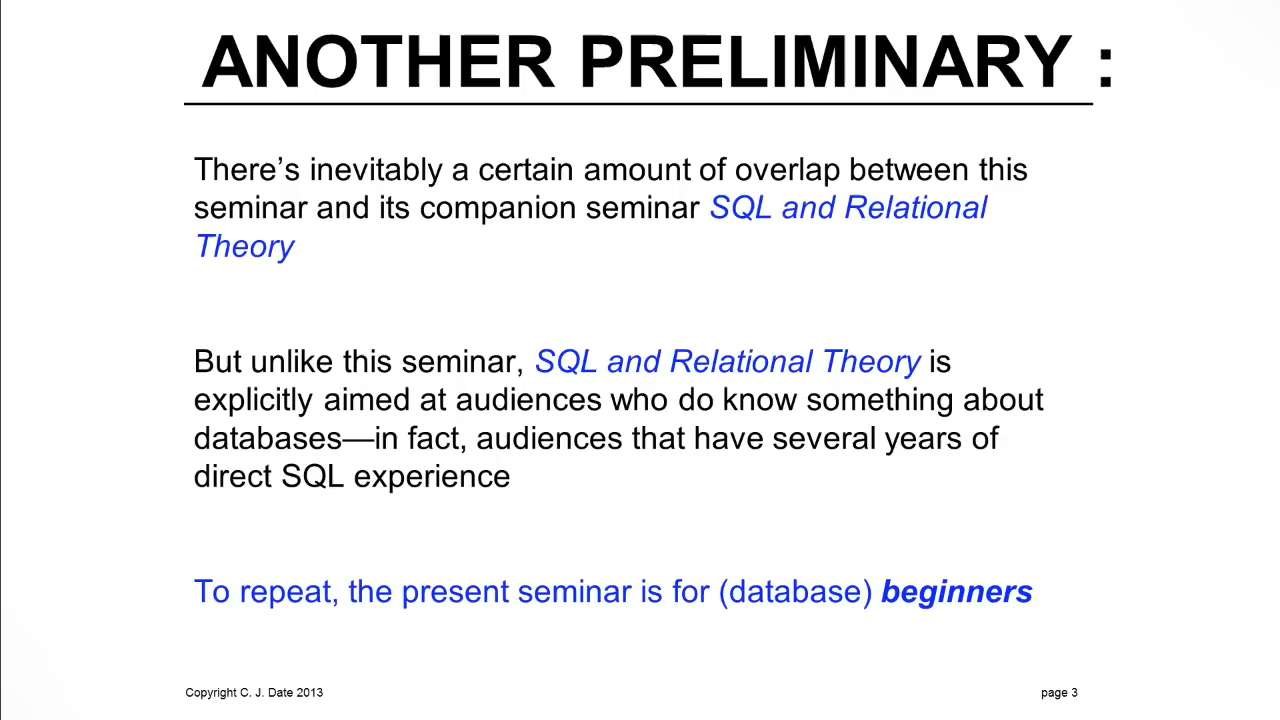 ANOTHER PRELIMINARY :
There’s inevitably a certain amount of overlap between this
seminar and its companion seminar SQL and Relational
Theory
But unlike this seminar, SQL and Relational Theory is
explicitly aimed at audiences who do know something about
databases—in fact, audiences that have several years of
direct SQL experience
To repeat, the present seminar is for (database) beginners
Copyright C. J. Date 2013
page 3